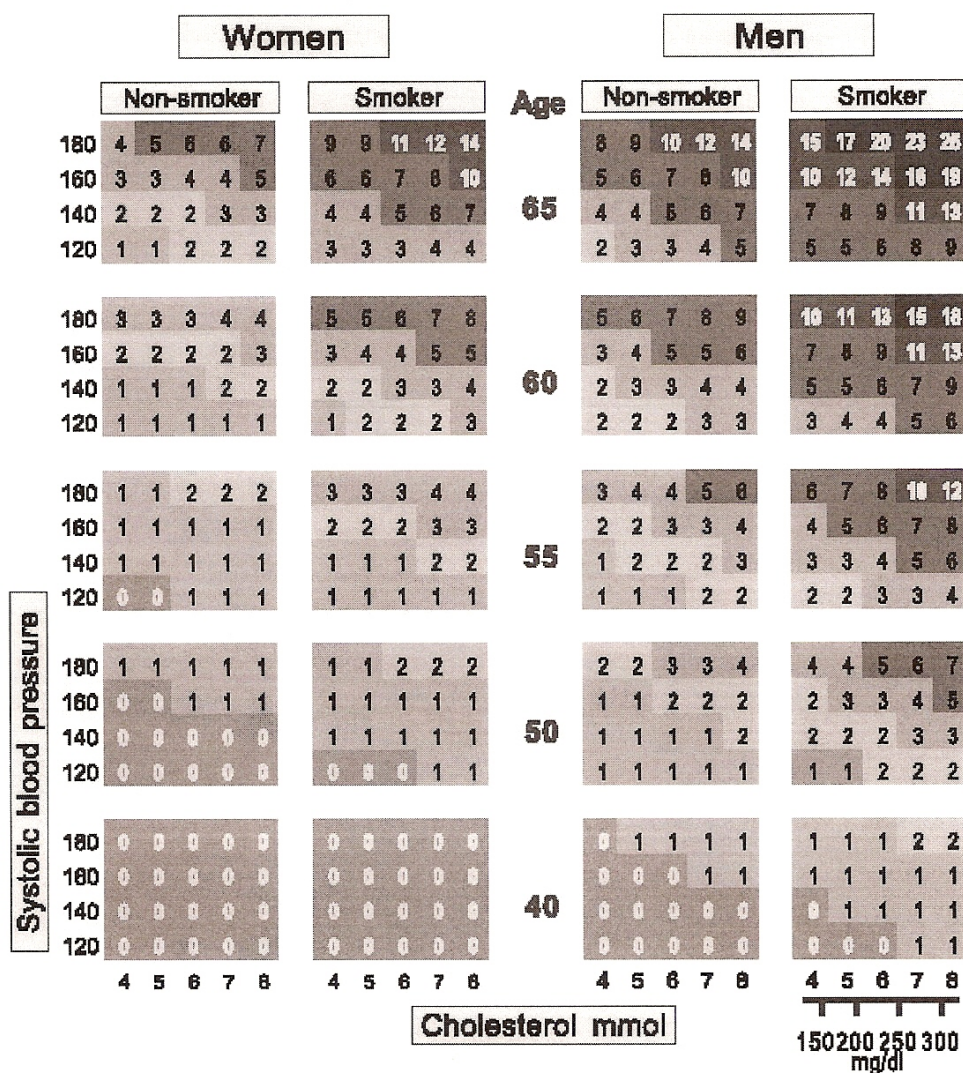 Women Men
Non-smoker Smoker Age Non-smoker Smoker
180 4 5 6 6 7 9 9 11 12 14 8 9 10 12 14 15 17 20 23 26
160 3 3 4 4 5 6 6 7 8 10 5 6 7 8 10 10 12 14 16 19
140 2 2 2 3 3 4 4 5 6 7 65 4 4 5 6 7 7 8 9 11 13
120 1 1 2 2 2 3 3 3 4 4 2 3 3 4 5 5 5 6 8 9
180 3 3 3 4 4 5 5 6 7 8 5 6 7 8 9 10 11 13 15 18
160 2 2 2 2 3 3 4 4 5 5 3 4 5 5 6 7 8 9 11 13
140 1 1 1 2 2 2 2 3 3 4 60 2 3 3 4 4 5 5 6 7 9
120 1 1 1 1 1 1 2 2 2 3 2 2 2 3 3 3 4 4 5 6
180 1 1 2 2 2 3 3 3 4 4 3 4 4 5 6 6 7 8 10 12
160 1 1 1 1 1 2 2 2 3 3 2 2 3 3 4 4 5 6 7 8
140 1 1 1 1 1 1 1 1 2 2 55 1 2 2 2 3 3 3 4 5 6
120 0 0 1 1 1 1 1 1 1 1 1 1 1 2 2 2 2 3 3 4
180 1 1 1 1 1 1 1 2 2 2 2 2 3 3 4 4 4 5 6 7
160 0 0 1 1 1 1 1 1 1 1 1 1 2 2 2 2 3 3 4 5
140 0 0 0 0 0 1 1 1 1 1 50 1 1 1 1 2 2 2 2 3 3
120 0 0 0 0 0 0 0 0 1 1 1 1 1 1 1 1 1 2 2 2
180 0 0 0 0 0 0 0 0 0 0 0 1 1 1 1 1 1 1 2 2
160 0 0 0 0 0 0 0 0 0 0 0 0 0 1 1 1 1 1 1 1
140 0 0 0 0 0 0 0 0 0 0 40 0 0 0 0 0 0 1 1 1 1
120 0 0 0 0 0 0 0 0 0 0 0 0 0 0 0 0 0 0 1 1
Systolic blood pressure
4 5 6 7 8 4 5 6 7 8 4 5 6 7 8 4 5 6 7 8
Cholesterol mmol
150 200 250 300
mg/dl